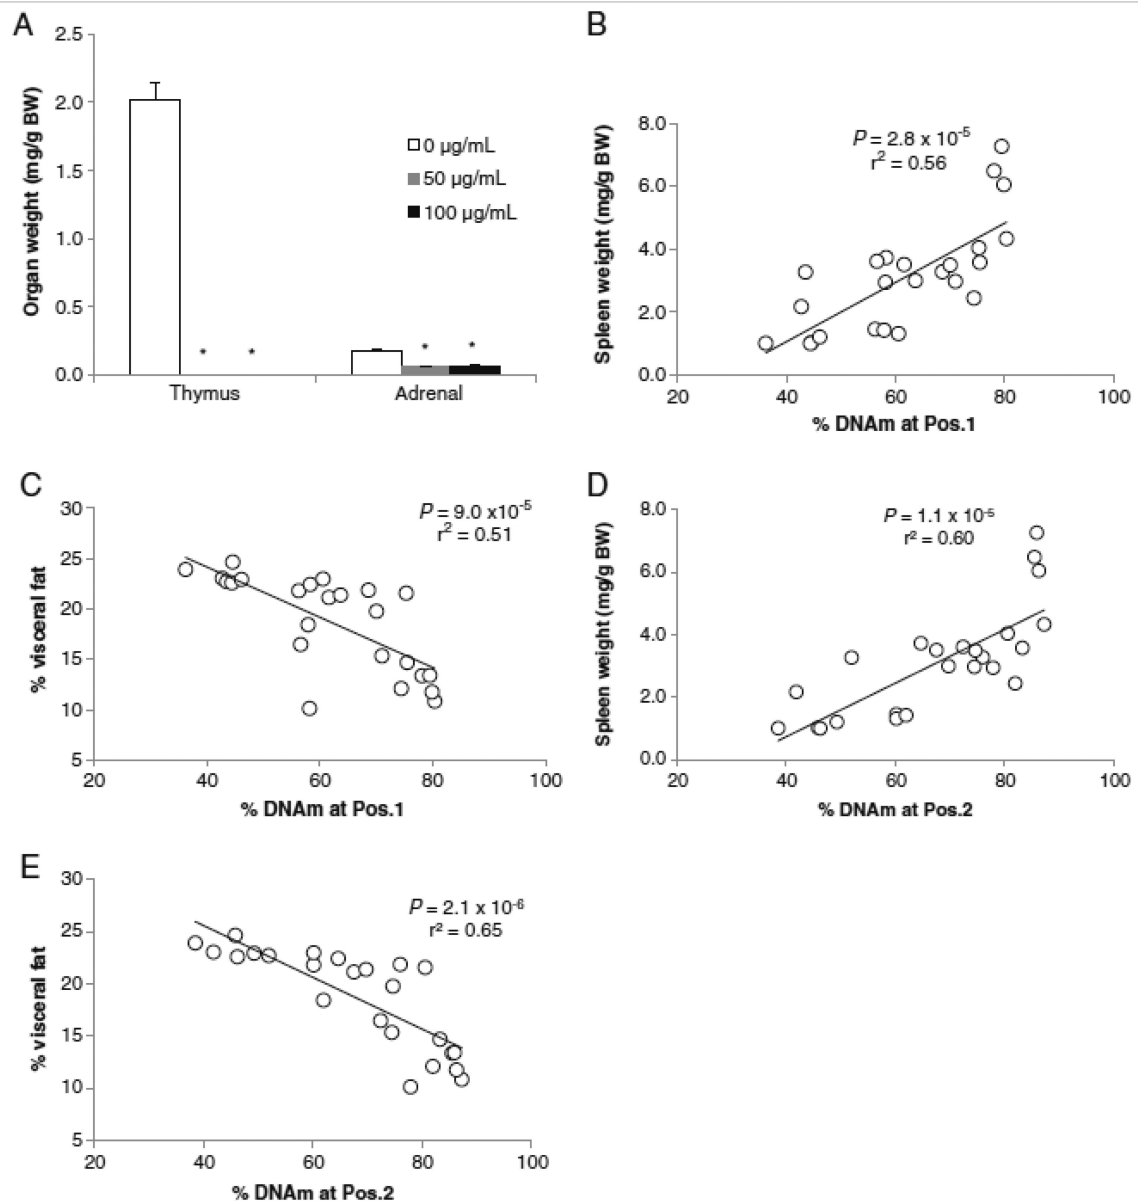 A
2.5
2.0
1.5
1.0
0.5
0.0
Organ weight (mg/g BW)
0 µg/mL
50 µg/mL
100 µg/mL
* *
* *
Thymus Adrenal
B
8.0
6.0
4.0
2.0
0.0
Spleen weight (mg/g BW)
P = 2.8 x 10-5
r2 = 0.56
20 40 60 80 100
% DNAm at Pos.1
C
30
25
20
15
10
5
% visceral fat
P = 9.0 x10-5
r2 = 0.51
20 40 60 80 100
% DNAm at Pos.1
D
8.0
6.0
4.0
2.0
0.0
Spleen weight (mg/g BW)
P = 1.1 x 10-5
r² = 0.60
20 40 60 80 100
% DNAm at Pos.2
E
30
25
20
15
10
5
% visceral fat
P = 2.1 x 10-6
r² = 0.65
20 40 60 80 100
% DNAm at Pos.2